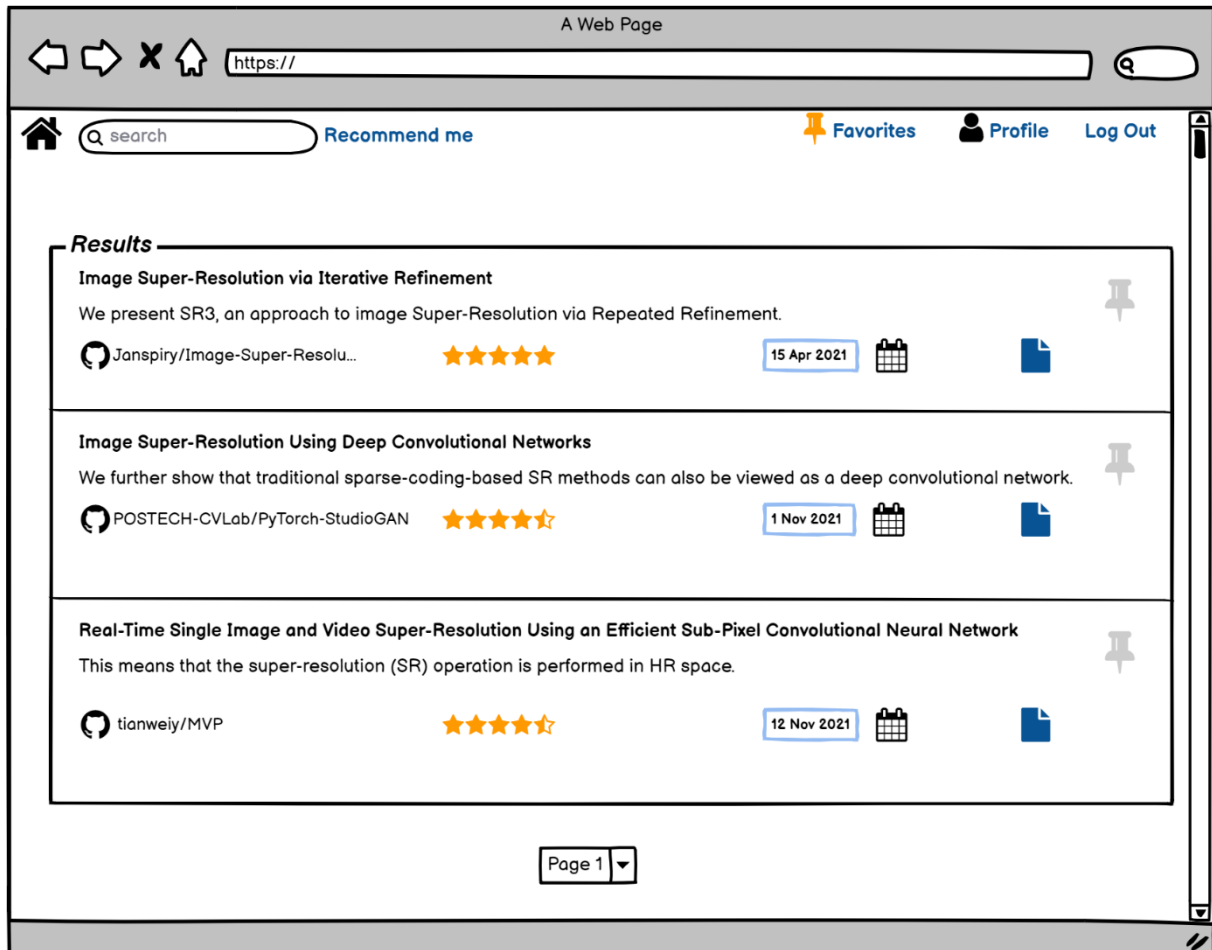 A Web Page
https://
search
Recommend me
Favorites
Profile
Log Out
Results
Image Super-Resolution via Iterative Refinement
We present SR3, an approach to image Super-Resolution via Repeated Refinement.
Janspiry/Image-Super-Resolu...
15 Apr 2021
Image Super-Resolution Using Deep Convolutional Networks
We further show that traditional sparse-coding-based SR methods can also be viewed as a deep convolutional network.
POSTECH-CVLab/PyTorch-StudioGAN
1 Nov 2021
Real-Time Single Image and Video Super-Resolution Using an Efficient Sub-Pixel Convolutional Neural Network
This means that the super-resolution (SR) operation is performed in HR space.
tianweiy/MVP
12 Nov 2021
Page 1